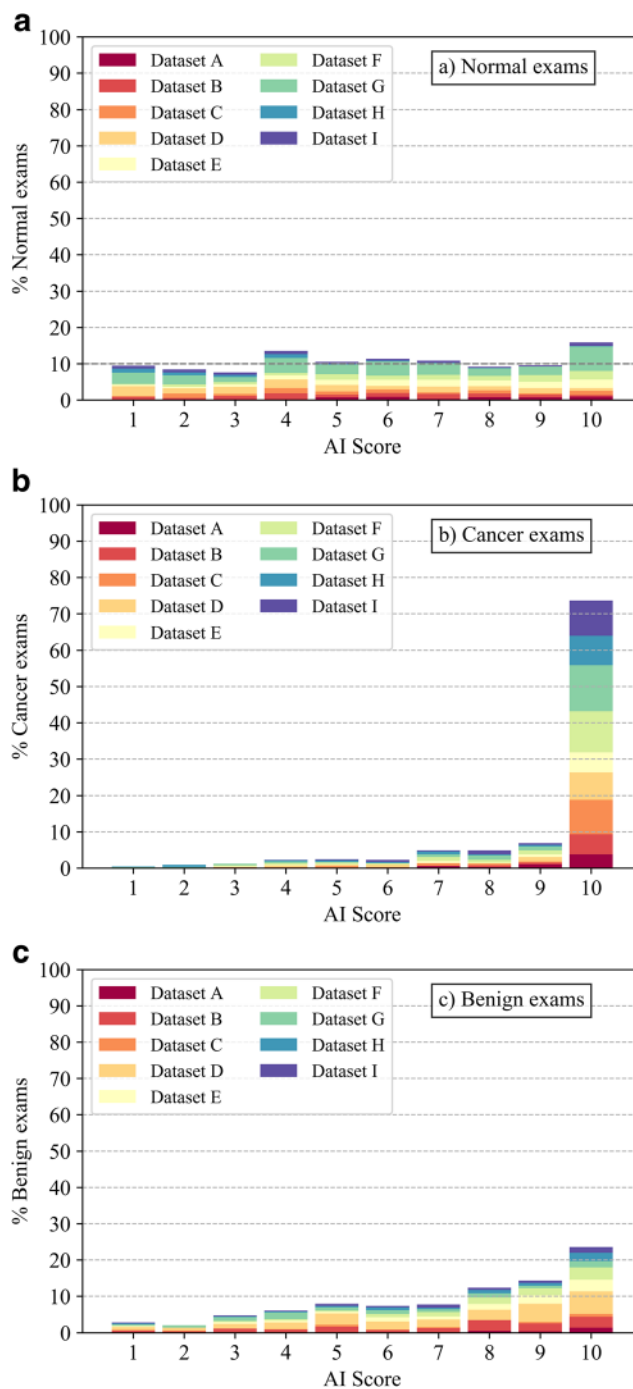 a
100
90
80
70
60
50
40
30
20
10
0
% Normal exams
Dataset A
Dataset B
Dataset C
Dataset D
Dataset E
Dataset F
Dataset G
Dataset H
Dataset I
a) Normal exams
1 2 3 4 5 6 7 8 9 10
AI Score
b
100
90
80
70
60
50
40
30
20
10
0
% Cancer exams
Dataset A
Dataset B
Dataset C
Dataset D
Dataset E
Dataset F
Dataset G
Dataset H
Dataset I
b) Cancer exams
1 2 3 4 5 6 7 8 9 10
AI Score
c
100
90
80
70
60
50
40
30
20
10
0
% Benign exams
Dataset A
Dataset B
Dataset C
Dataset D
Dataset E
Dataset F
Dataset G
Dataset H
Dataset I
c) Benign exams
1 2 3 4 5 6 7 8 9 10
AI Score